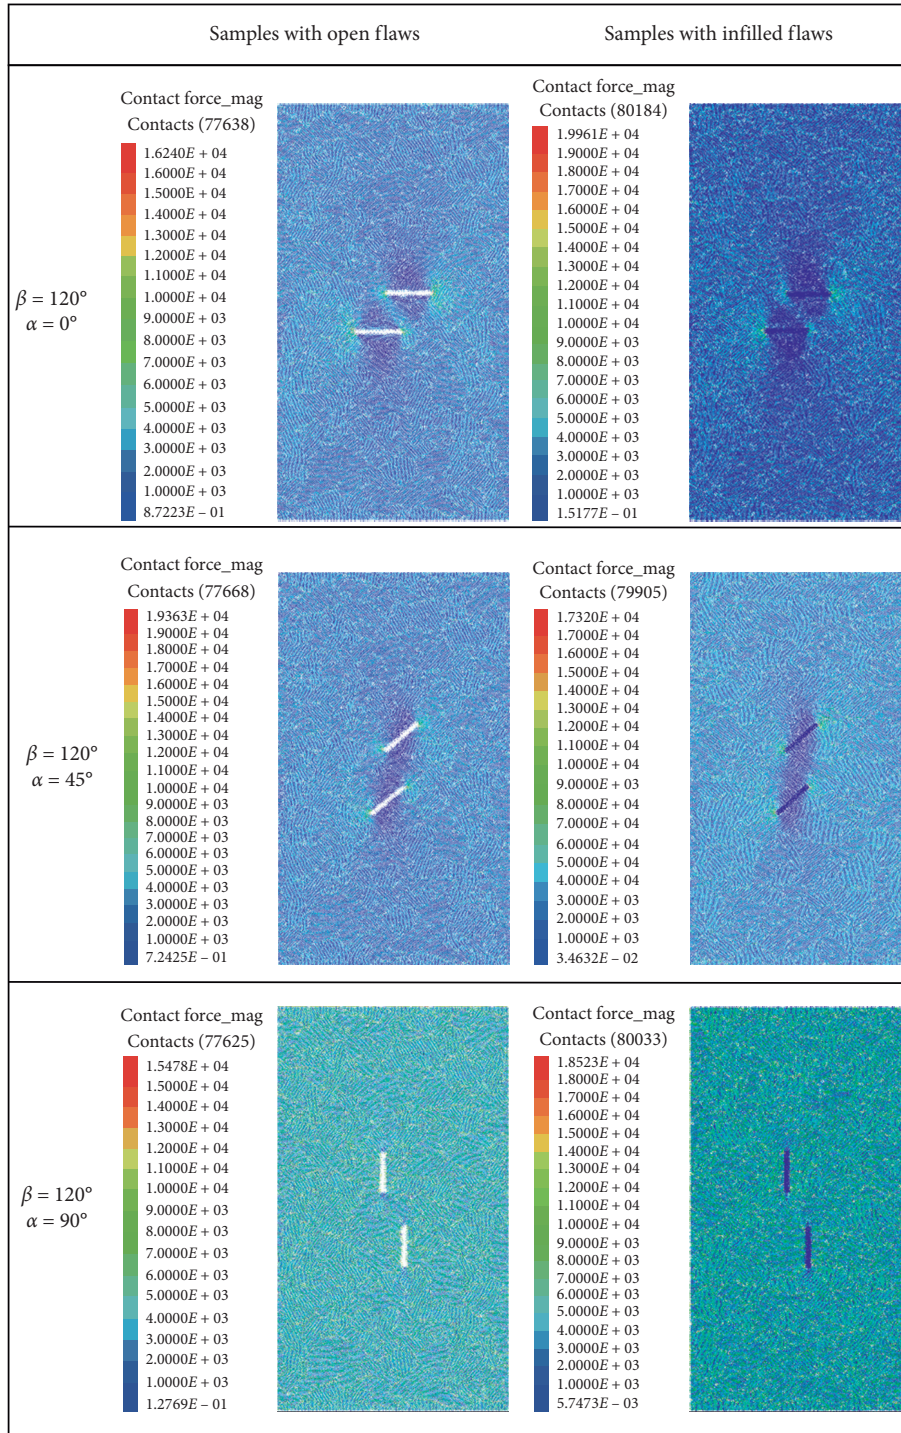 Samples with open flaws
Samples with infilled flaws
β = 120°
α = 0°
Contact force_mag
Contacts (77638)
1.6240E + 04
1.6000E + 04
1.5000E + 04
1.4000E + 04
1.3000E + 04
1.2000E + 04
1.1000E + 04
1.0000E + 04
9.0000E + 03
8.0000E + 03
7.0000E + 03
6.0000E + 03
5.0000E + 03
4.0000E + 03
3.0000E + 03
2.0000E + 03
1.0000E + 03
8.7223E – 01
Contact force_mag
Contacts (80184)
1.9961E + 04
1.9000E + 04
1.8000E + 04
1.7000E + 04
1.6000E + 04
1.5000E + 04
1.4000E + 04
1.3000E + 04
1.2000E + 04
1.1000E + 04
1.0000E + 04
9.0000E + 03
8.0000E + 03
7.0000E + 03
6.0000E + 03
5.0000E + 03
4.0000E + 03
3.0000E + 03
2.0000E + 03
1.0000E + 03
1.5177E – 01
β = 120°
α = 45°
Contact force_mag
Contacts (77668)
1.9363E + 04
1.9000E + 04
1.8000E + 04
1.7000E + 04
1.6000E + 04
1.4000E + 04
1.3000E + 04
1.2000E + 04
1.1000E + 04
1.0000E + 04
9.0000E + 03
8.0000E + 03
7.0000E + 03
6.0000E + 03
5.0000E + 03
4.0000E + 03
3.0000E + 03
2.0000E + 03
1.0000E + 03
7.2425E – 01
Contact force_mag
Contacts (79905)
1.7320E + 04
1.7000E + 04
1.6000E + 04
1.5000E + 04
1.4000E + 04
1.3000E + 04
1.2000E + 04
1.1000E + 04
1.0000E + 04
9.0000E + 03
8.0000E + 04
7.0000E + 04
6.0000E + 04
5.0000E + 04
4.0000E + 04
3.0000E + 03
2.0000E + 03
1.0000E + 03
3.4632E – 02
β = 120°
α = 90°
Contact force_mag
Contacts (77625)
1.5478E + 04
1.5000E + 04
1.4000E + 04
1.3000E + 04
1.2000E + 04
1.1000E + 04
1.0000E + 04
9.0000E + 03
8.0000E + 03
7.0000E + 03
6.0000E + 03
5.0000E + 03
4.0000E + 03
3.0000E + 03
2.0000E + 03
1.0000E + 03
1.2769E – 01
Contact force_mag
Contacts (80033)
1.8523E + 04
1.8000E + 04
1.7000E + 04
1.6000E + 04
1.5000E + 04
1.4000E + 04
1.3000E + 04
1.2000E + 04
1.1000E + 04
1.0000E + 04
9.0000E + 03
8.0000E + 03
7.0000E + 03
6.0000E + 03
5.0000E + 03
4.0000E + 03
3.0000E + 03
2.0000E + 03
1.0000E + 03
5.7473E – 03